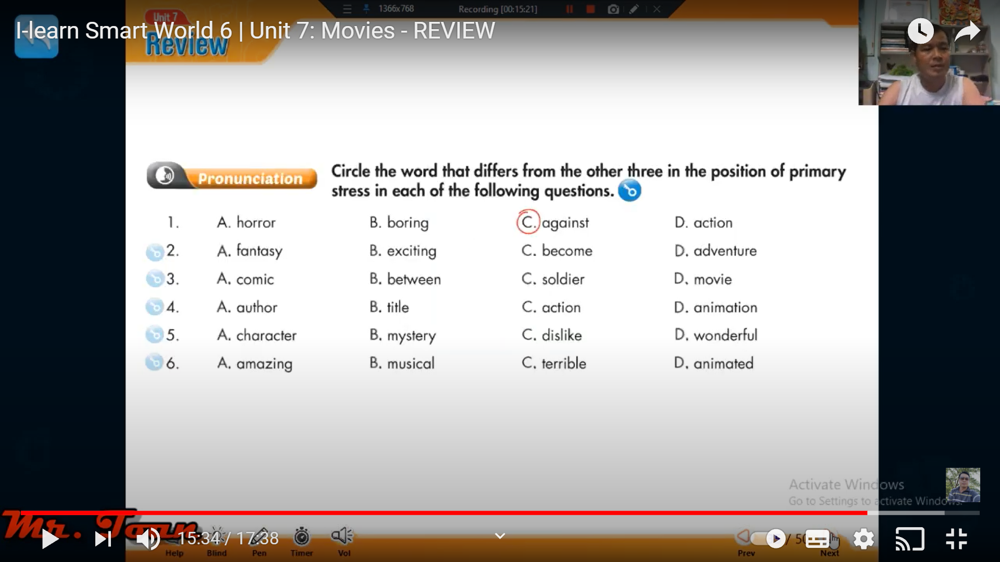 1366x768 Recording [00:15:21]
Unit 7
I-learn Smart World 6 | Unit 7: Movies - REVIEW
Review
Pronunciation
Circle the word that differs from the other three in the position of primary
stress in each of the following questions.
1. A. horror B. boring C. against D. action
2. A. fantasy B. exciting C. become D. adventure
3. A. comic B. between C. soldier D. movie
4. A. author B. title C. action D. animation
5. A. character B. mystery C. dislike D. wonderful
6. A. amazing B. musical C. terrible D. animated
Activate Windows
Go to Settings to activate Windows.
Mr. Toan
15:34 / 17:38
/ 50
Help Blind Pen Timer Vol Prev Next